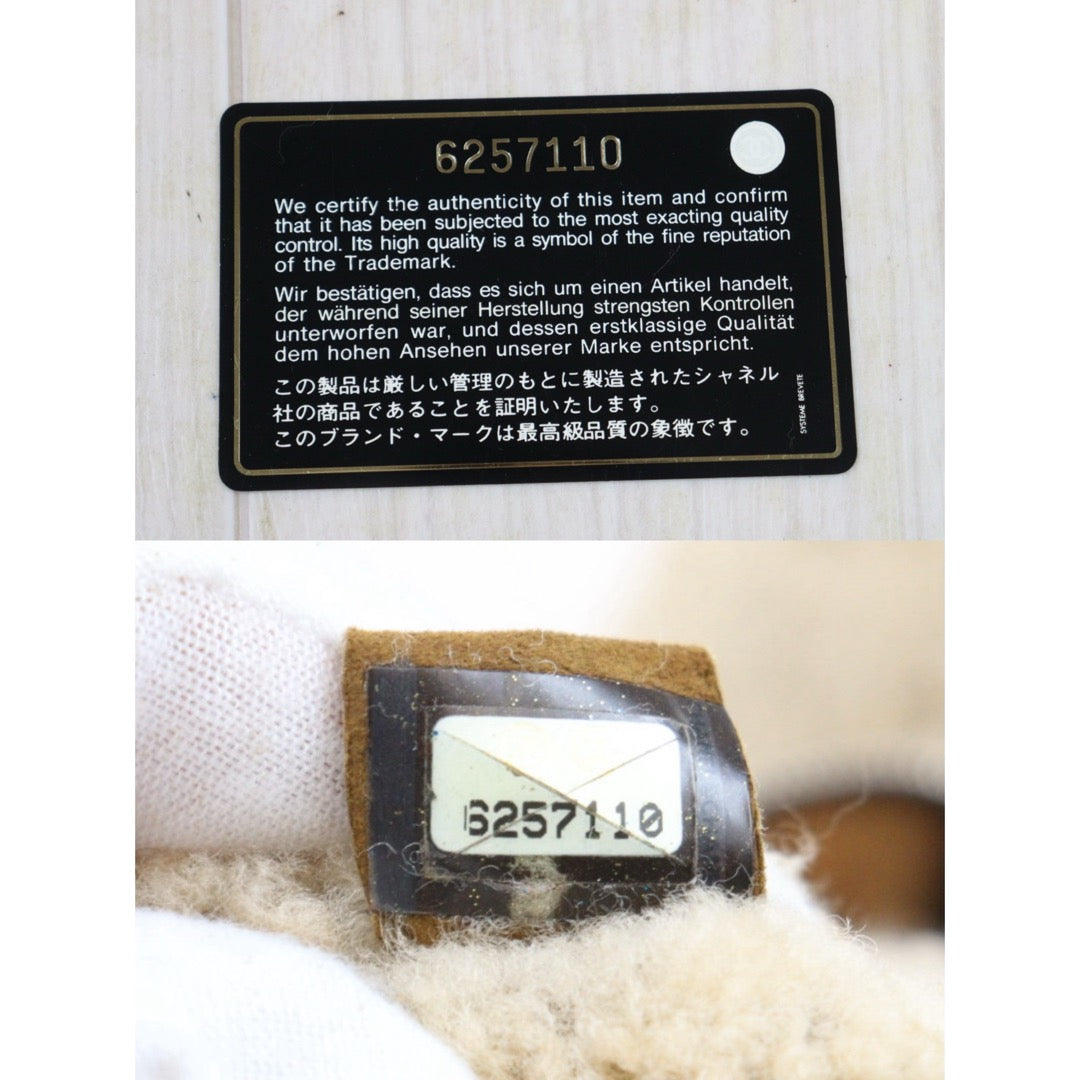 6257110
We certify the authenticity of this item and confirm
that it has been subjected to the most exacting quality
control. Its high quality is a symbol of the fine reputation
of the Trademark.
Wir bestätigen, dass es sich um einen Artikel handelt,
der während seiner Herstellung strengsten Kontrollen
unterworfen war, und dessen erstklassige Qualität
dem hohen Ansehen unserer Marke entspricht.
この製品は厳しい管理のもとに製造されたシャネル
社の商品であることを証明いたします。
このブランド・マークは最高級品質の象徴です。
SYSTEME BREVETE
6257110